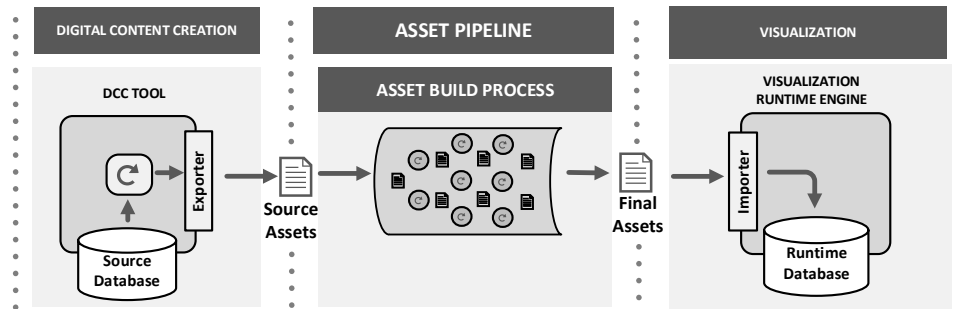 DIGITAL CONTENT CREATION
ASSET PIPELINE
VISUALIZATION
DCC TOOL
Exporter
Source
Database
Source
Assets
ASSET BUILD PROCESS
Final
Assets
VISUALIZATION
RUNTIME ENGINE
Importer
Runtime
Database